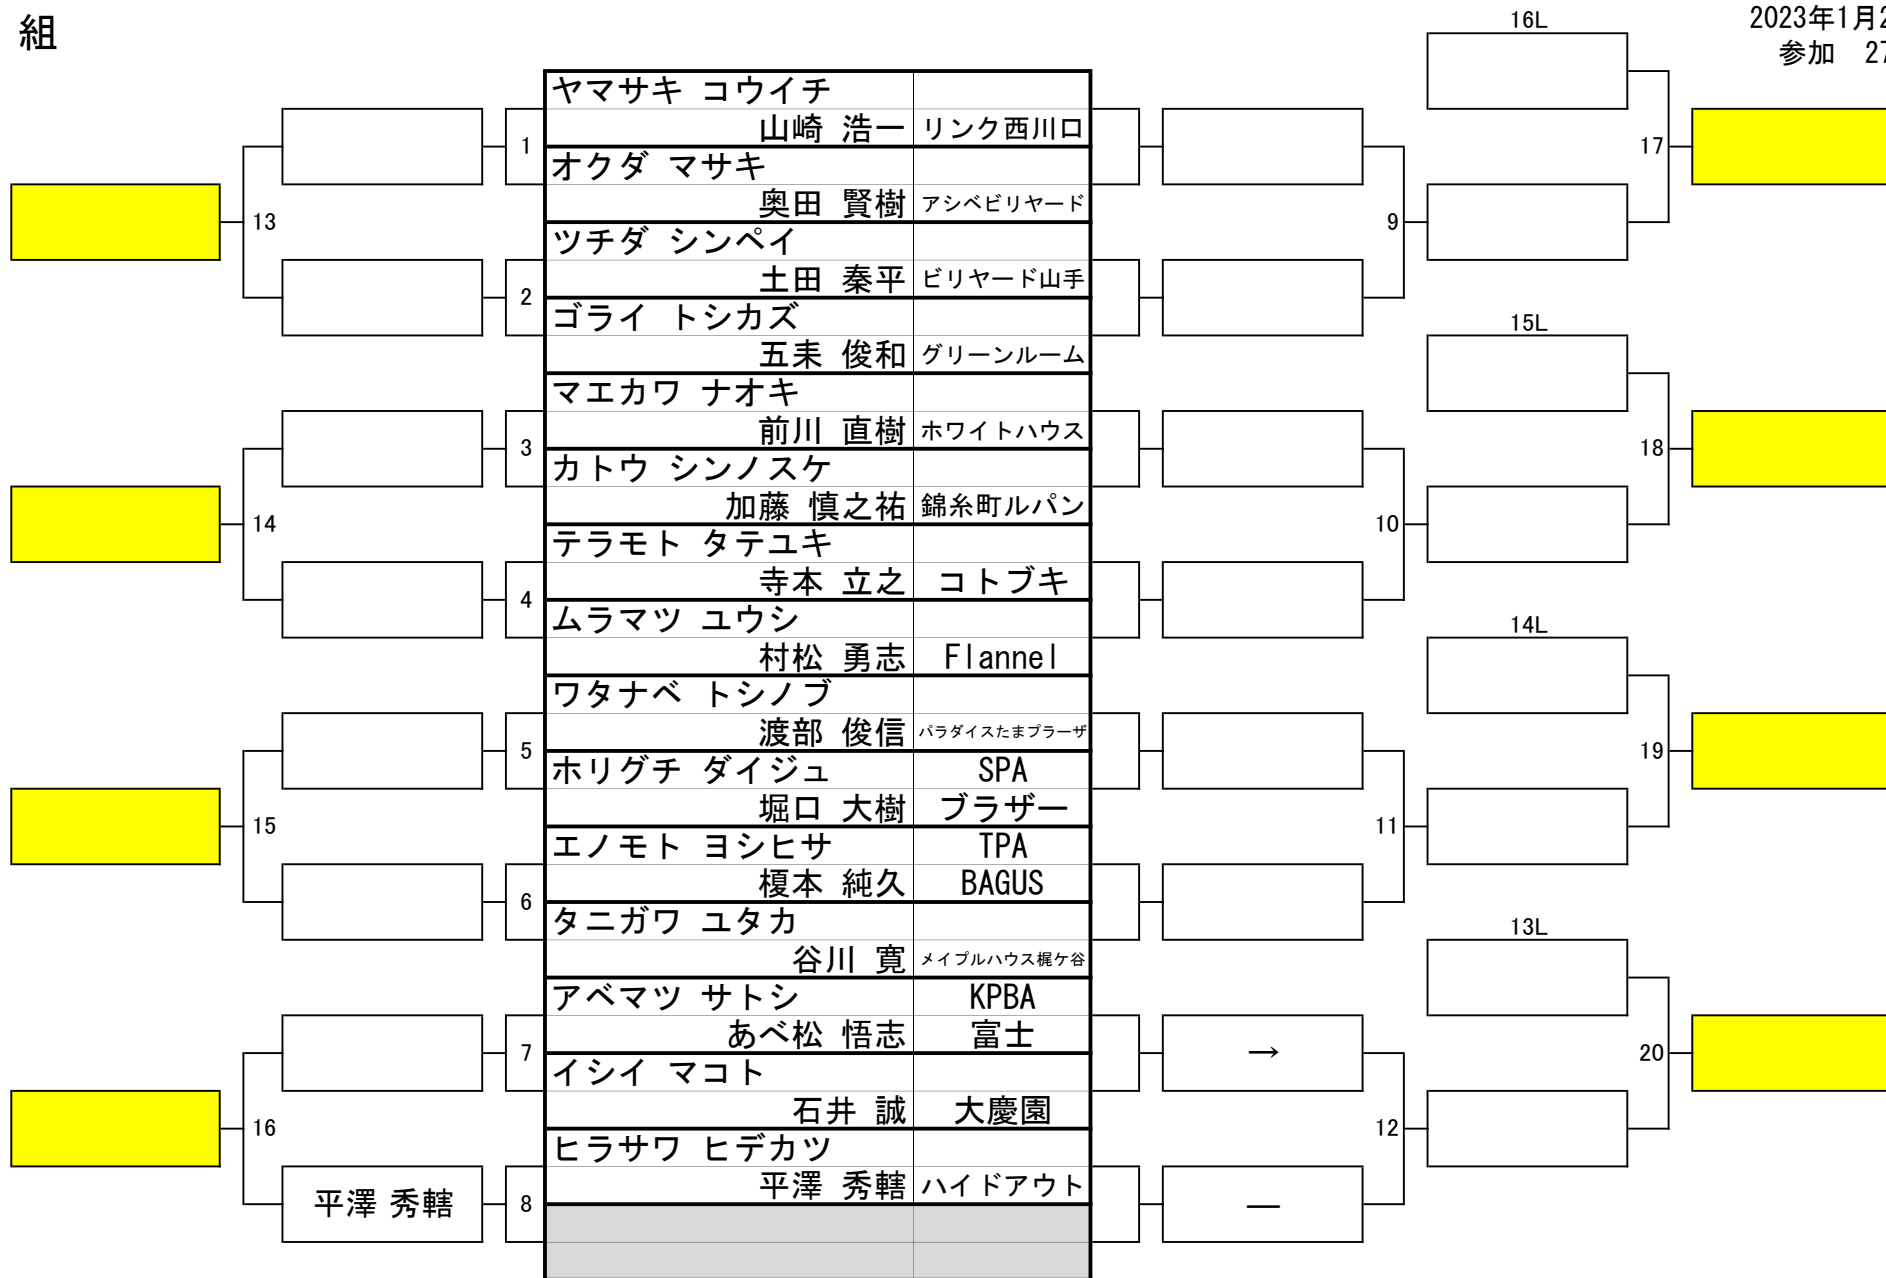 組
16L
2023年1月2
参加 27
ヤマサキ コウイチ
山崎 浩一 リンク西川口
1
17
オクダ マサキ
奥田 賢樹 アシベビリヤード
13
9
ツチダ シンペイ
土田 秦平 ビリヤード山手
2
ゴライ トシカズ
15L
五耒 俊和 グリーンルーム
マエカワ ナオキ
前川 直樹 ホワイトハウス
3
18
カトウ シンノスケ
加藤 慎之祐 錦糸町ルパン
14
10
テラモト タテユキ
寺本 立之 コトブキ
4
ムラマツ ユウシ
14L
村松 勇志 Flannel
ワタナベ トシノブ
渡部 俊信 パラダイスたまプラーザ
5
19
ホリグチ ダイジュ SPA
堀口 大樹 ブラザー
15
11
エノモト ヨシヒサ TPA
榎本 純久 BAGUS
6
タニガワ ユタカ
13L
谷川 寛 メイプルハウス梶ケ谷
アベマツ サトシ KPBA
あべ松 悟志 富士
7
→
20
イシイ マコト
石井 誠 大慶園
16
12
ヒラサワ ヒデカツ
平澤 秀轄 ハイドアウト
平澤 秀轄
8
―